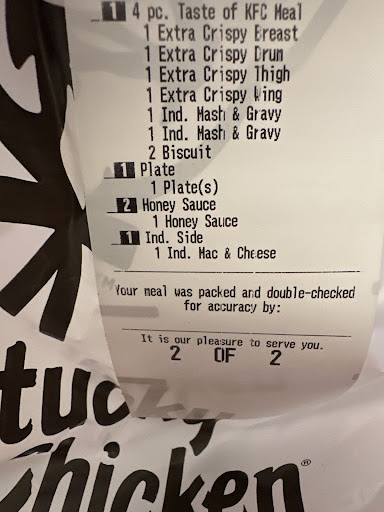 1 4 pc. Taste of KFC Meal
1 Extra Crispy Breast
1 Extra Crispy Drum
1 Extra Crispy Thigh
1 Extra Crispy Wing
1 Ind. Mash & Gravy
1 Ind. Mash & Gravy
2 Biscuit
1 Plate
1 Plate(s)
2 Honey Sauce
1 Honey Sauce
1 Ind. Side
1 Ind. Mac & Cheese
Your meal was packed and double-checked
for accuracy by:
It is our pleasure to serve you.
2 OF 2
tucky
Chicken®